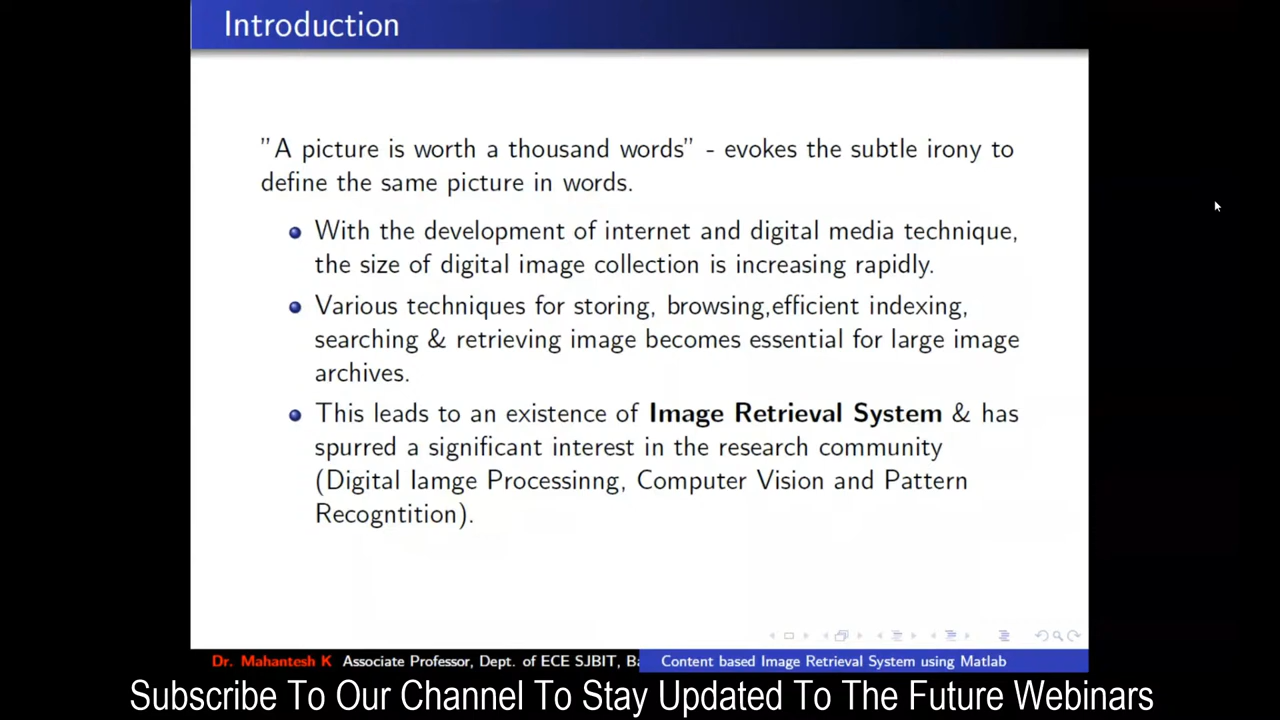 Introduction
"A picture is worth a thousand words" - evokes the subtle irony to
define the same picture in words.
With the development of internet and digital media technique,
the size of digital image collection is increasing rapidly.
Various techniques for storing, browsing,efficient indexing,
searching & retrieving image becomes essential for large image
archives.
This leads to an existence of Image Retrieval System & has
spurred a significant interest in the research community
(Digital Iamge Processinng, Computer Vision and Pattern
Recogntition).
Dr. Mahantesh K Associate Professor, Dept. of ECE SJBIT, Ba Content based Image Retrieval System using Matlab
Subscribe To Our Channel To Stay Updated To The Future Webinars